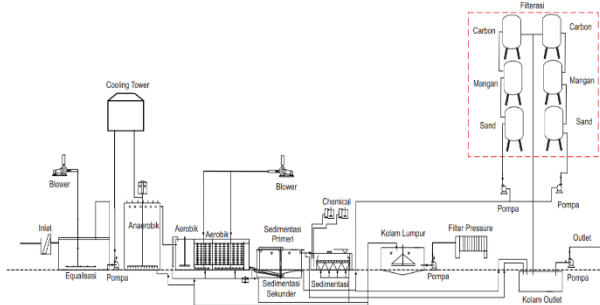 Filterasi
Carbon
Carbon
Mangan
Mangan
Sand
Sand
Cooling Tower
Blower
Blower
Chemical
Pompa
Pompa
Inlet
Anaerobik
Aerobik
Aerobik
Sedimentasi
Primeri
Kolam Lumpur
Filter Pressure
Outlet
Equalisasi
Pompa
Sedimentasi
Sekunder
Sedimentasi
Pompa
Pompa
Kolam Outlet